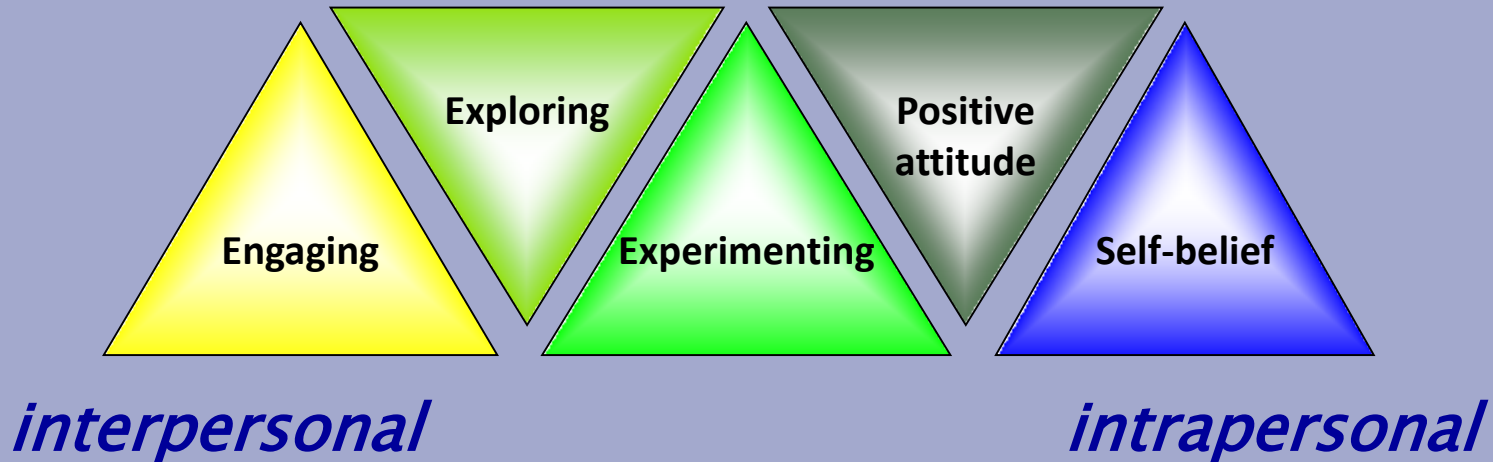 Exploring
Positive
attitude
Engaging
Experimenting
Self-belief
interpersonal
intrapersonal